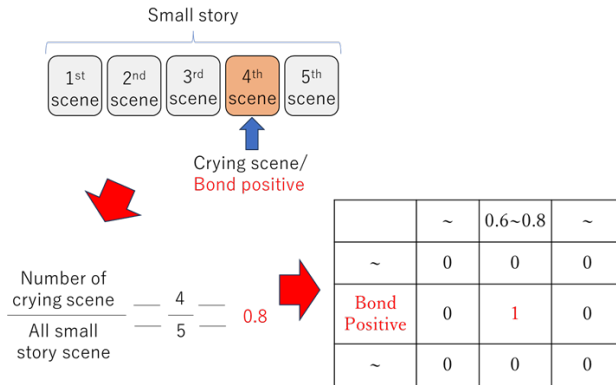 Small story
1st
scene
2nd
scene
3rd
scene
4th
scene
5th
scene
Crying scene/
Bond positive
Number of
crying scene
All small
story scene
= 4
5
= 0.8
~ 0.6~0.8 ~
~ 0 0 0
Bond
Positive
0 1 0
~ 0 0 0